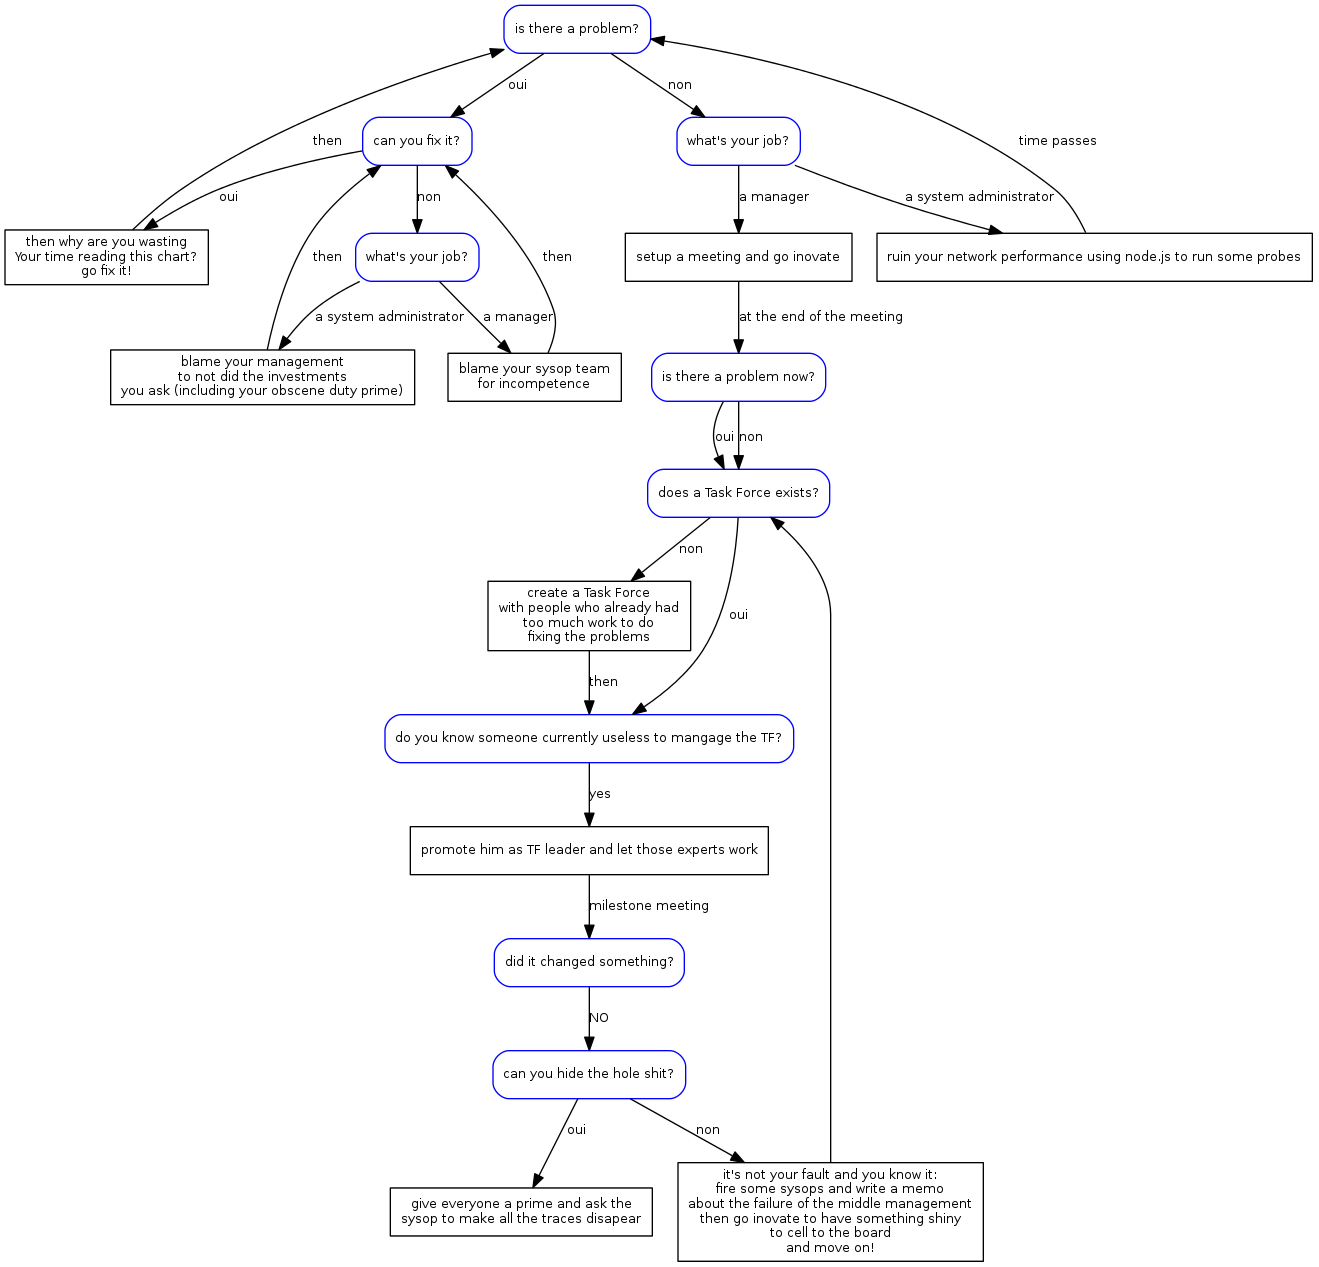 is there a problem?
oui
non
can you fix it?
what's your job?
then
time passes
oui
non
a manager
a system administrator
then why are you wasting
Your time reading this chart?
go fix it!
then
what's your job?
then
setup a meeting and go inovate
ruin your network performance using node.js to run some probes
a system administrator
a manager
at the end of the meeting
blame your management
to not did the investments
you ask (including your obscene duty prime)
blame your sysop team
for incompetence
is there a problem now?
oui
non
does a Task Force exists?
non
create a Task Force
with people who already had
too much work to do
fixing the problems
oui
then
do you know someone currently useless to mangage the TF?
yes
promote him as TF leader and let those experts work
milestone meeting
did it changed something?
NO
can you hide the hole shit?
oui
non
give everyone a prime and ask the
sysop to make all the traces disapear
it's not your fault and you know it:
fire some sysops and write a memo
about the failure of the middle management
then go inovate to have something shiny
to cell to the board
and move on!